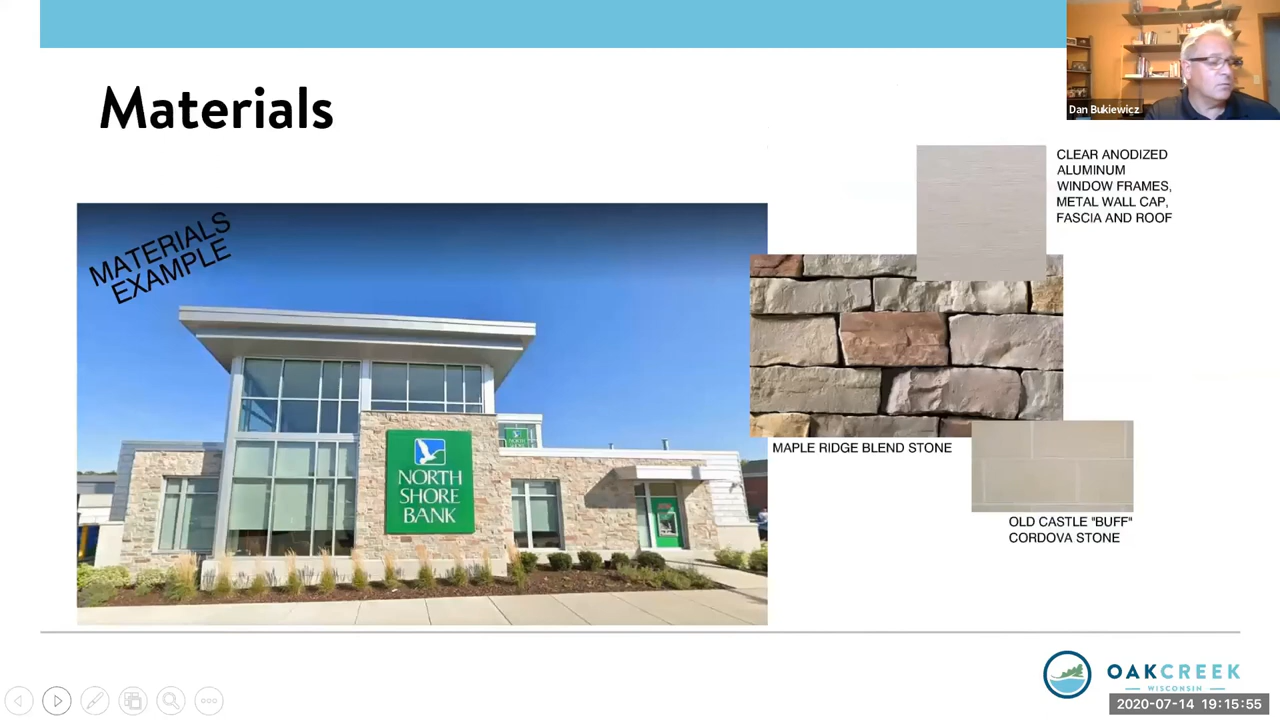 Materials
Dan Bukiewicz
CLEAR ANODIZED
ALUMINUM
WINDOW FRAMES,
METAL WALL CAP,
FASCIA AND ROOF
MATERIALS
EXAMPLE
NORTH
SHORE
BANK
MAPLE RIDGE BLEND STONE
OLD CASTLE "BUFF"
CORDOVA STONE
OAKCREEK
WISCONSIN
2020-07-14 19:15:55